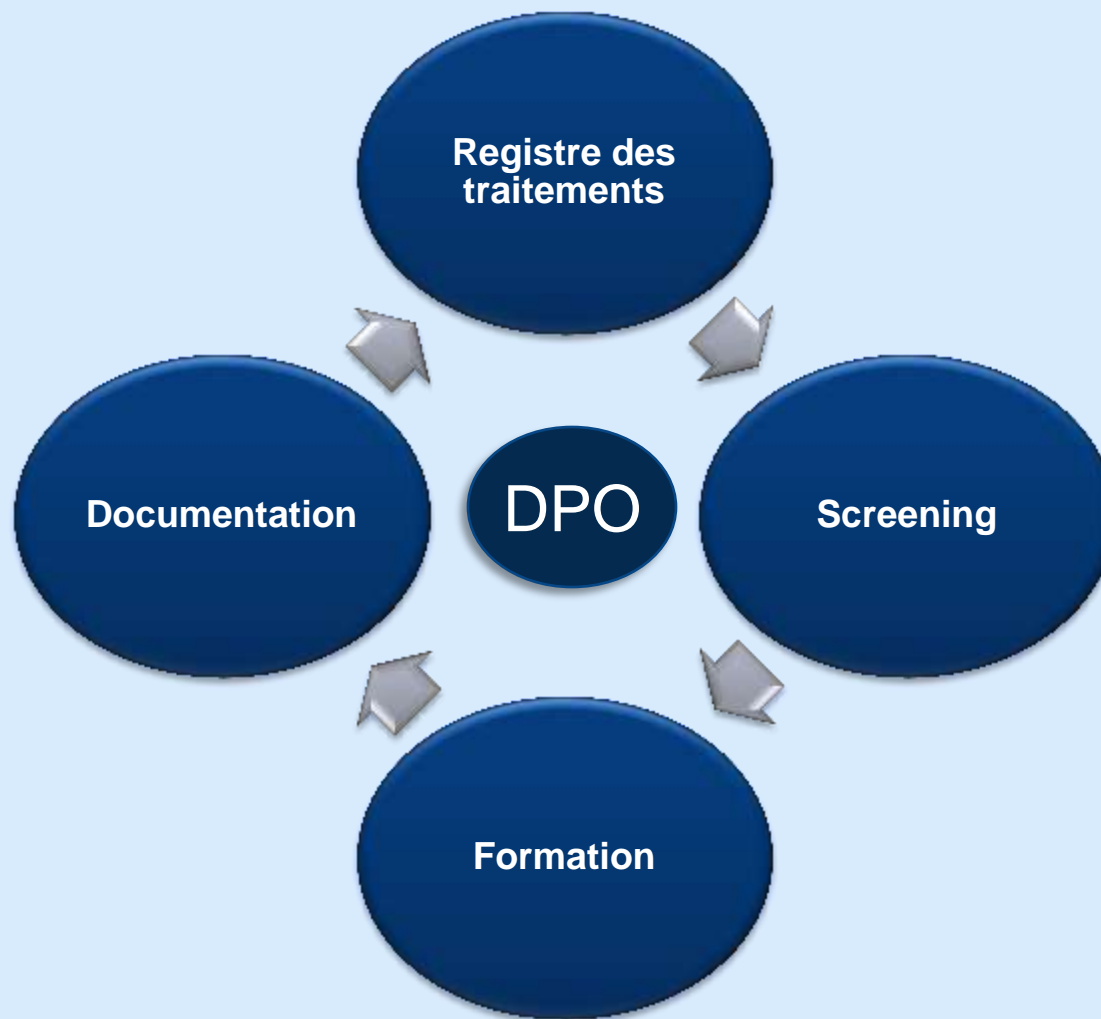 Registre des
traitements
Documentation
DPO
Screening
Formation